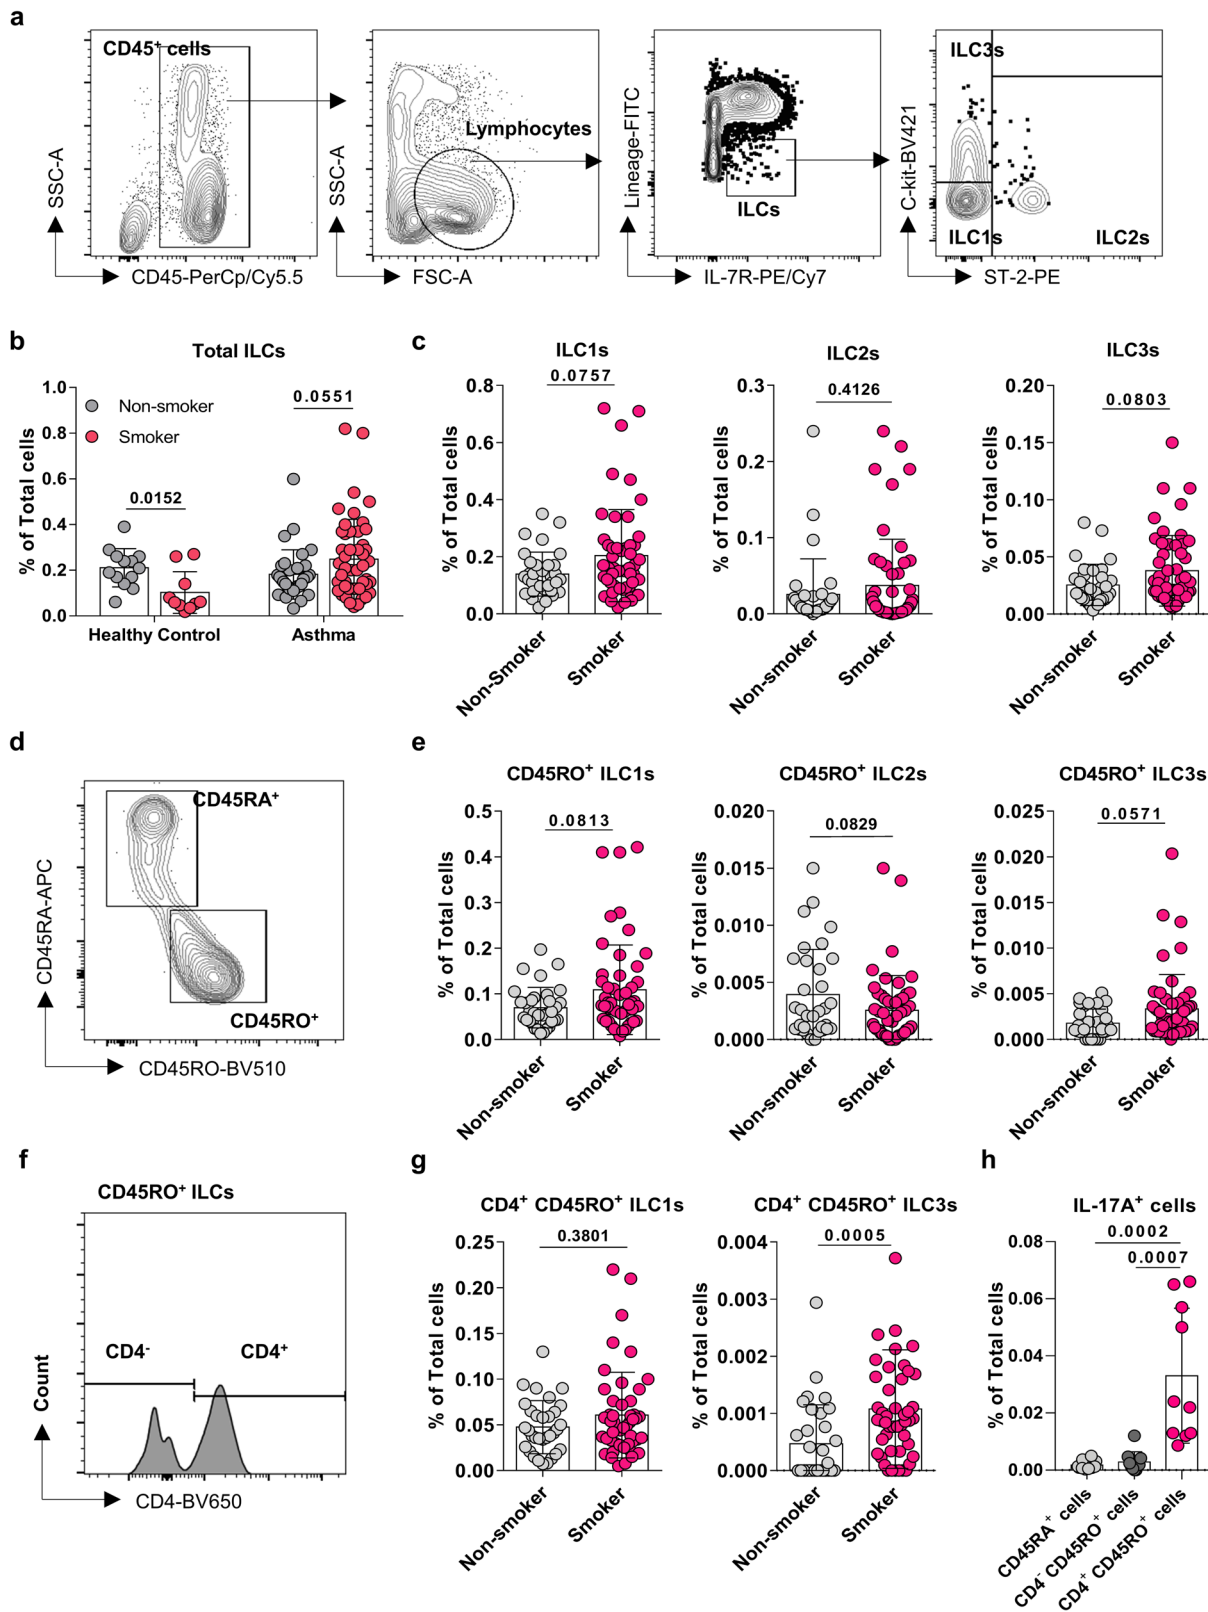 a
CD45⁺ cells
SSC-A
CD45-PerCp/Cy5.5
Lymphocytes
SSC-A
FSC-A
Lineage-FITC
ILCs
IL-7R-PE/Cy7
ILC3s
C-kit-BV421
ILC1s
ILC2s
ST-2-PE
b
Total ILCs
% of Total cells
1.0
0.8
0.6
0.4
0.2
0.0
Non-smoker
Smoker
0.0152
0.0551
Healthy Control
Asthma
c
ILC1s
0.0757
% of Total cells
0.8
0.6
0.4
0.2
0.0
Non-Smoker
Smoker
ILC2s
0.4126
% of Total cells
0.3
0.2
0.1
0.0
Non-smoker
Smoker
ILC3s
0.0803
% of Total cells
0.20
0.15
0.10
0.05
0.00
Non-smoker
Smoker
d
CD45RA⁺
CD45RA-APC
CD45RO⁺
CD45RO-BV510
e
CD45RO⁺ ILC1s
0.0813
% of Total cells
0.5
0.4
0.3
0.2
0.1
0.0
Non-smoker
Smoker
CD45RO⁺ ILC2s
0.0829
% of Total cells
0.020
0.015
0.010
0.005
0.000
Non-smoker
Smoker
CD45RO⁺ ILC3s
0.0571
% of Total cells
0.025
0.020
0.015
0.010
0.005
0.000
Non-smoker
Smoker
f
CD45RO⁺ ILCs
CD4⁻
CD4⁺
Count
CD4-BV650
g
CD4⁺ CD45RO⁺ ILC1s
0.3801
% of Total cells
0.25
0.20
0.15
0.10
0.05
0.00
Non-smoker
Smoker
CD4⁺ CD45RO⁺ ILC3s
0.0005
% of Total cells
0.004
0.003
0.002
0.001
0.000
Non-smoker
Smoker
h
IL-17A⁺ cells
0.0002
0.0007
% of Total cells
0.08
0.06
0.04
0.02
0.00
CD45RA⁺ cells
CD4⁻ CD45RO⁺ cells
CD4⁺ CD45RO⁺ cells